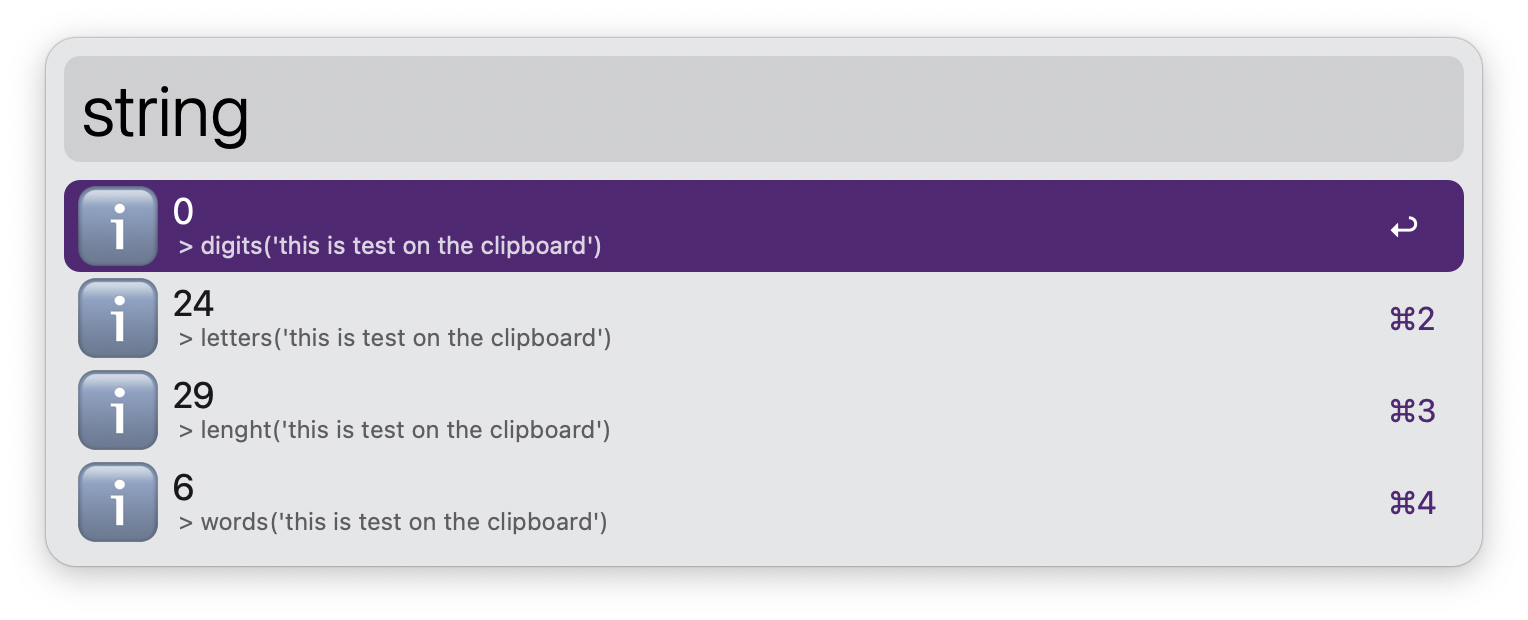 string
0
> digits('this is test on the clipboard')
24
> letters('this is test on the clipboard')
⌘2
29
> lenght('this is test on the clipboard')
⌘3
6
> words('this is test on the clipboard')
⌘4